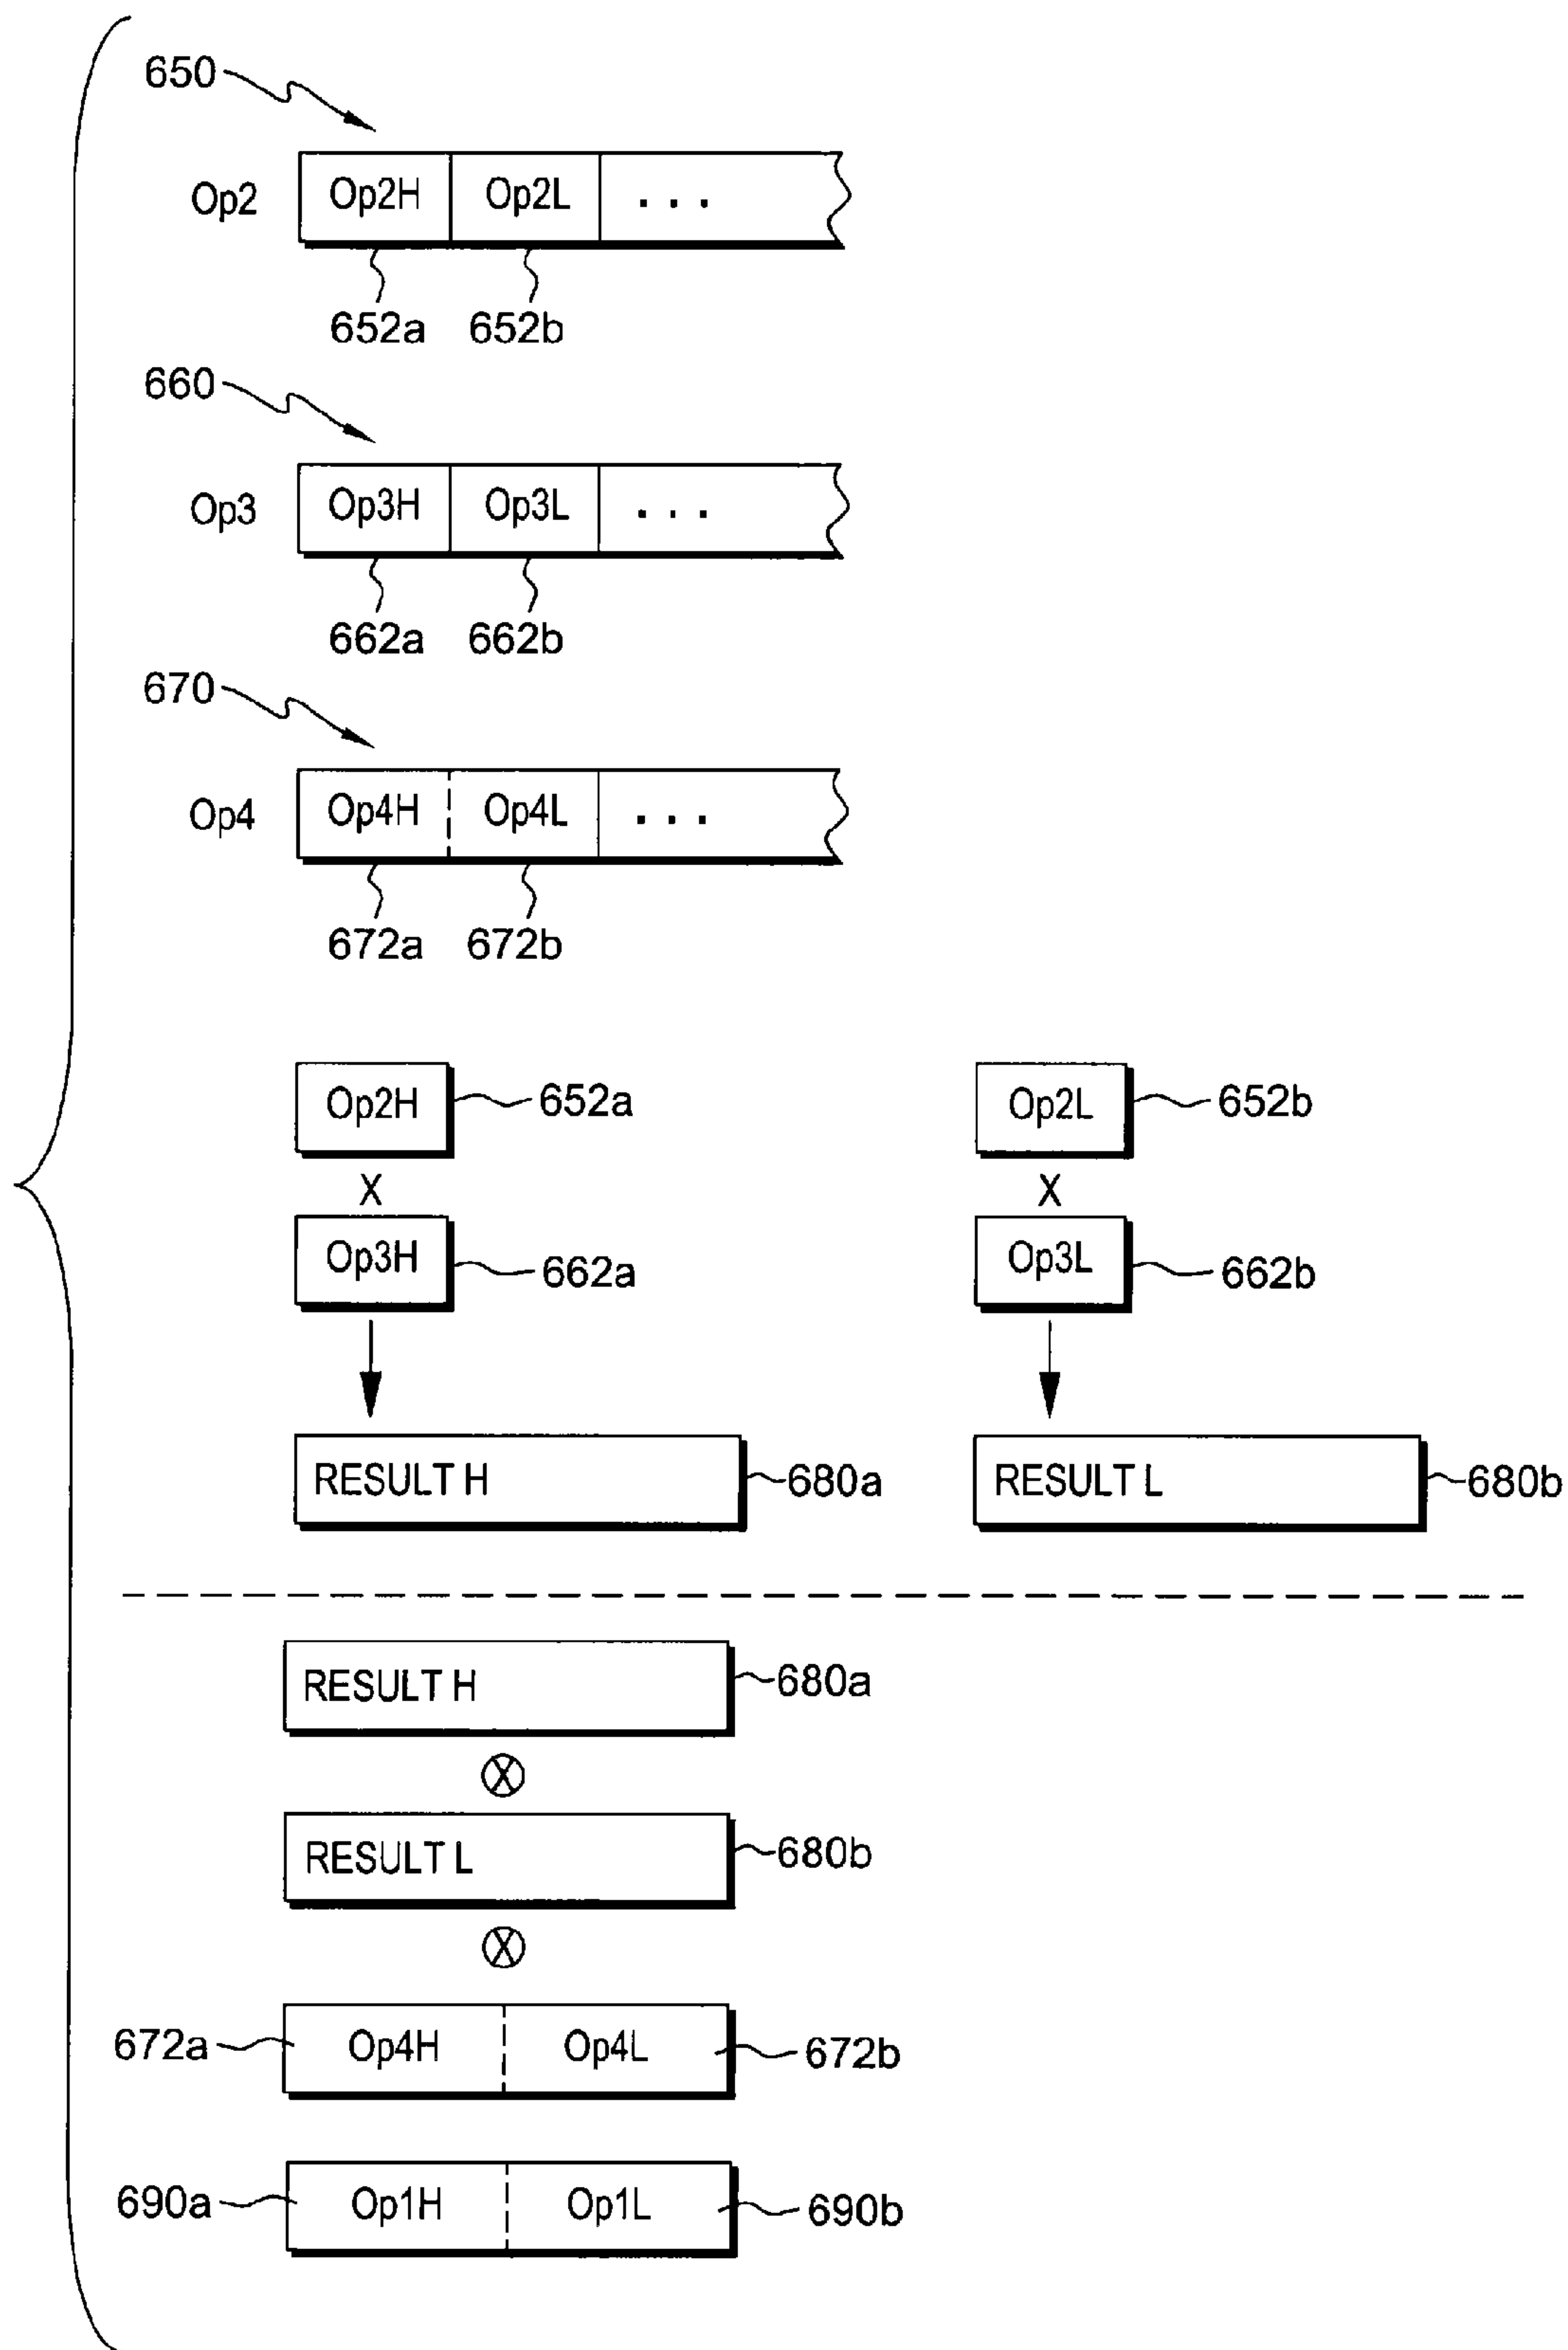 650
Op2 Op2H Op2L . . .
652a 652b
660
Op3 Op3H Op3L . . .
662a 662b
670
Op4 Op4H Op4L . . .
672a 672b
Op2H 652a Op2L 652b
X X
Op3H 662a Op3L 662b
RESULT H 680a RESULT L 680b
RESULT H 680a
X
RESULT L 680b
X
672a Op4H Op4L 672b
690a Op1H Op1L 690b